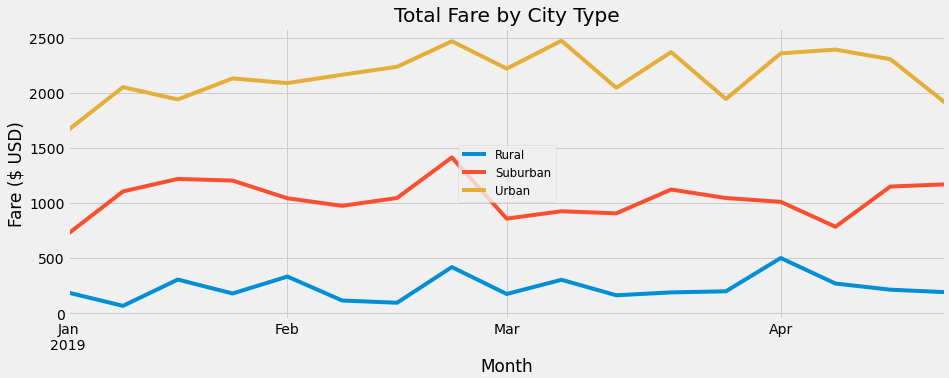 Total Fare by City Type
Fare ($ USD)
2500
2000
1500
1000
500
0
Rural
Suburban
Urban
Jan Feb Mar Apr
2019
Month